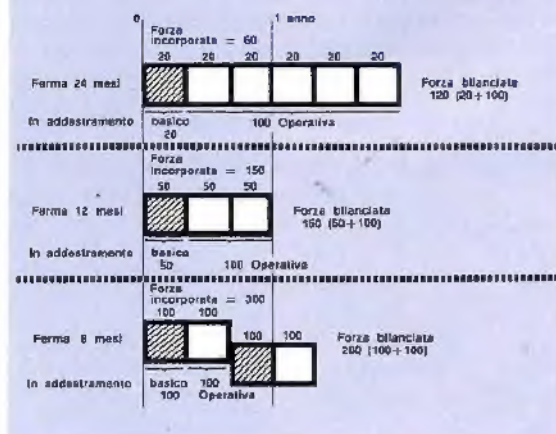 0 1 anno
Forza
incorporata = 60
20 20 20 20 20 20
Ferma 24 mesi
Forza bilanciata
120 (20+100)
In addestramento basico 100 Operativa
20
Forza
incorporata = 150
50 50 50
Ferma 12 mesi
Forza bilanciata
150 (50+100)
In addestramento basico
50 100 Operativa
Forza
incorporata = 300
100 100
100 100
Ferma 8 mesi
Forza bilanciata
200 (100+100)
In addestramento basico 100
100 Operativa